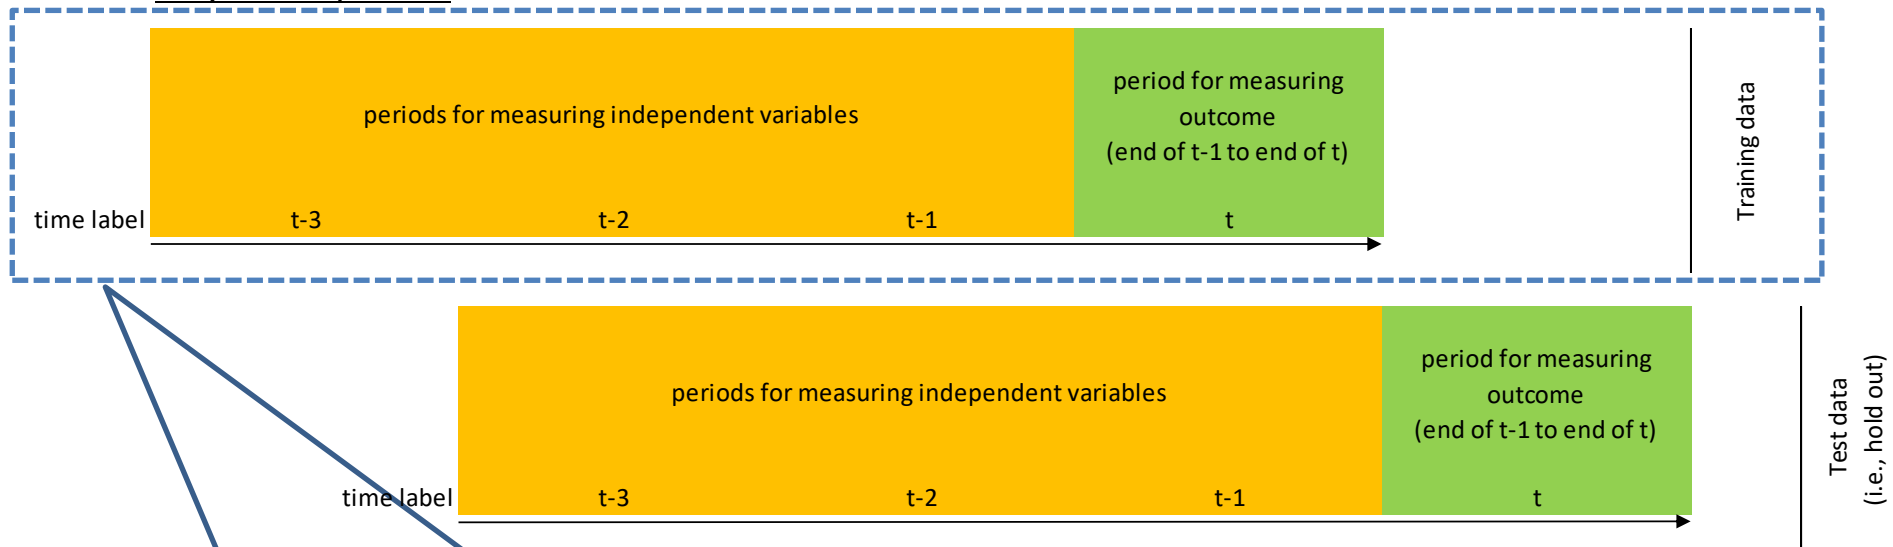 periods for measuring independent variables
period for measuring
outcome
(end of t-1 to end of t)
time label
t-3
t-2
t-1
t
Training data
periods for measuring independent variables
period for measuring
outcome
(end of t-1 to end of t)
time label
t-3
t-2
t-1
t
Test data
(i.e., hold out)